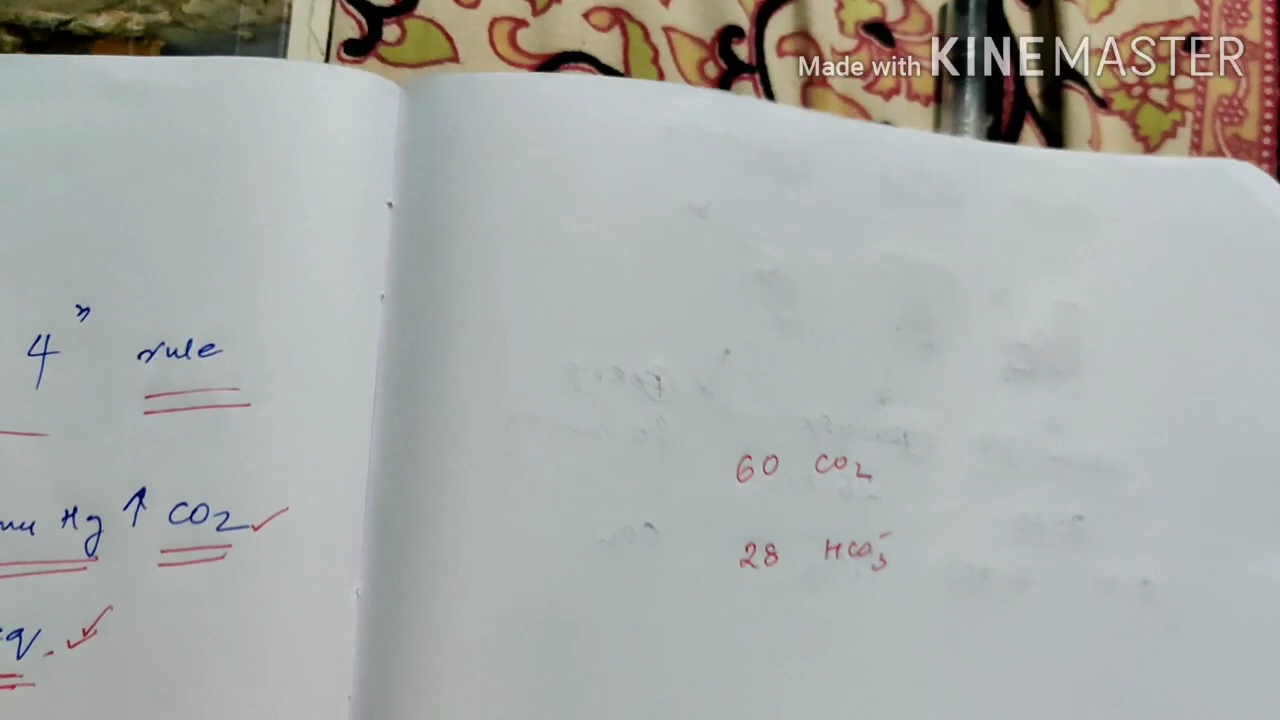 Made with KINEMASTER
4" rule
Hg ↑ CO2 ✓
60 CO2
28 HCO3-